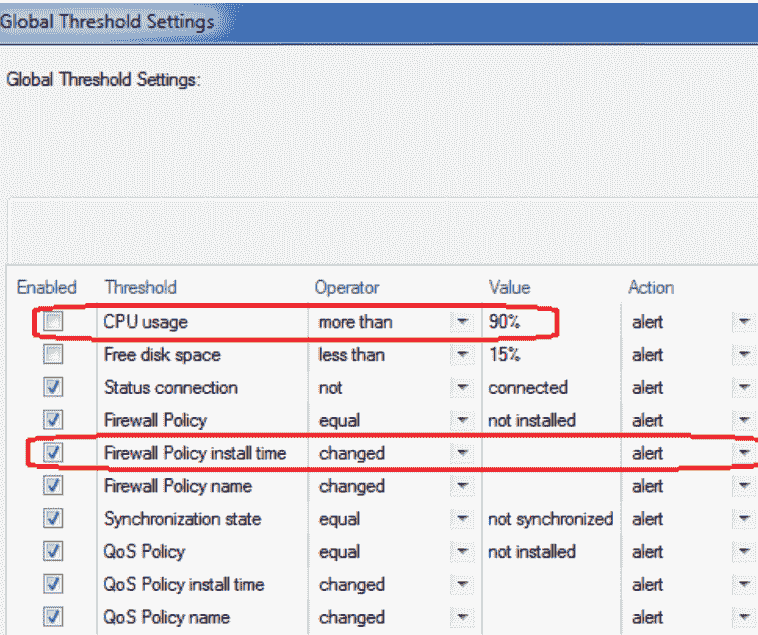 Global Threshold Settings
Global Threshold Settings:
Enabled Threshold Operator Value Action
CPU usage more than 90% alert
Free disk space less than 15% alert
Status connection not connected alert
Firewall Policy equal not installed alert
Firewall Policy install time changed alert
Firewall Policy name changed alert
Synchronization state equal not synchronized alert
QoS Policy equal not installed alert
QoS Policy install time changed alert
QoS Policy name changed alert